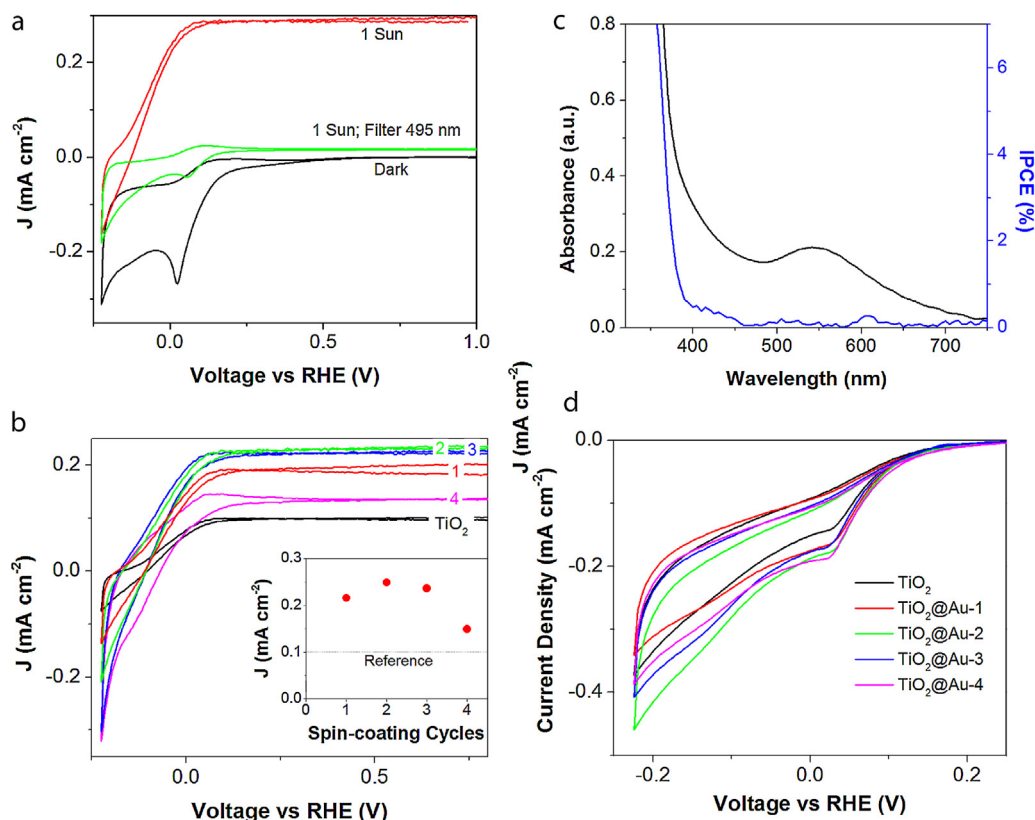 a
J (mA cm-2)
0.2
0.0
-0.2
1 Sun
1 Sun; Filter 495 nm
Dark
0.0
0.5
1.0
Voltage vs RHE (V)
c
Absorbance (a.u.)
0.8
0.6
0.4
0.2
0.0
6
4
2
0
IPCE (%)
400
500
600
700
Wavelength (nm)
b
J (mA cm-2)
0.2
0.0
-0.2
2
3
1
4
TiO2
J (mA cm-2)
0.3
0.2
0.1
0.0
Reference
0
1
2
3
4
Spin-coating Cycles
0.0
0.5
Voltage vs RHE (V)
J (mA cm-2)
d
Current Density (mA cm-2)
0.0
-0.2
-0.4
TiO2
TiO2@Au-1
TiO2@Au-2
TiO2@Au-3
TiO2@Au-4
-0.2
0.0
0.2
Voltage vs RHE (V)